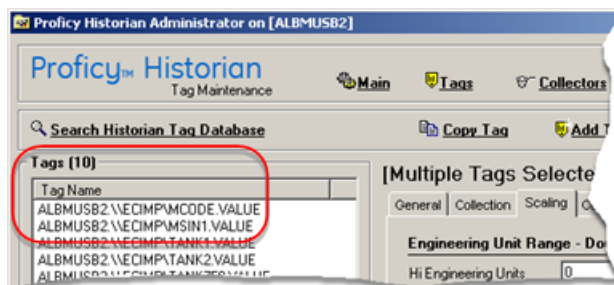 Proficy Historian Administrator on [ALBMUSB2]
Proficy™ Historian
Tag Maintenance
Main
Tags
Collectors
Search Historian Tag Database
Copy Tag
Add
Tags (10)
[Multiple Tags Selecte
Tag Name
General
Collection
Scaling
ALBMUSB2.\\ECIMP\MCODE.VALUE
ALBMUSB2.\\ECIMP\MSIN1.VALUE
ALBMUSB2.\\ECIMP\TANK1.VALUE
ALBMUSB2.\\ECIMP\TANK2.VALUE
Engineering Unit Range - Do
Hi Engineering Units
0